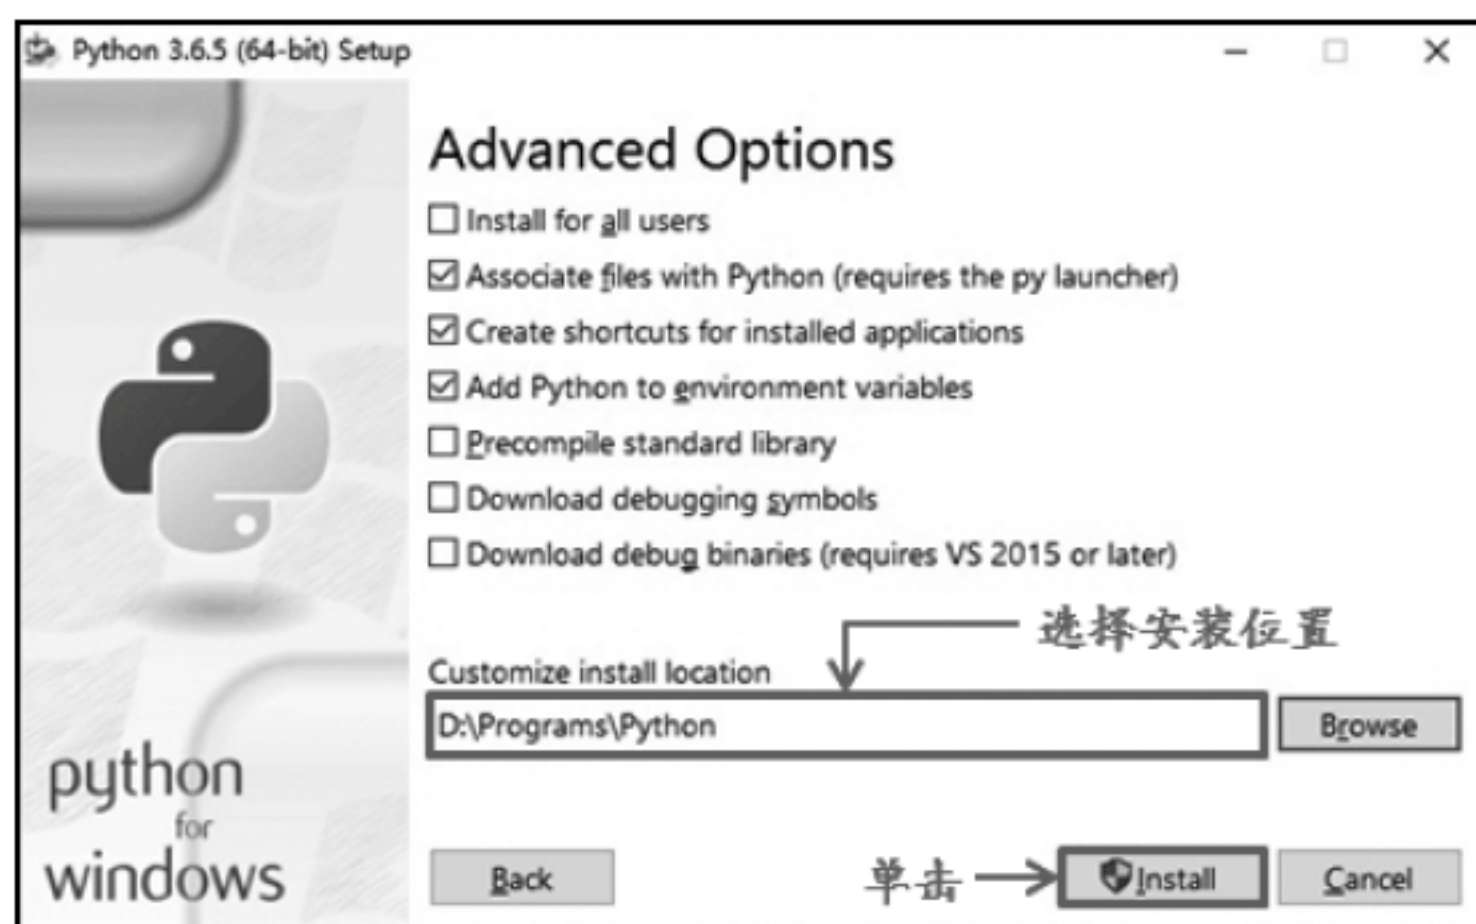 Python 3.6.5 (64-bit) Setup
Advanced Options
Install for all users
Associate files with Python (requires the py launcher)
Create shortcuts for installed applications
Add Python to environment variables
Precompile standard library
Download debugging symbols
Download debug binaries (requires VS 2015 or later)
选择安装位置
Customize install location
D:\Programs\Python
Browse
python
for
windows
Back
单击
Install
Cancel